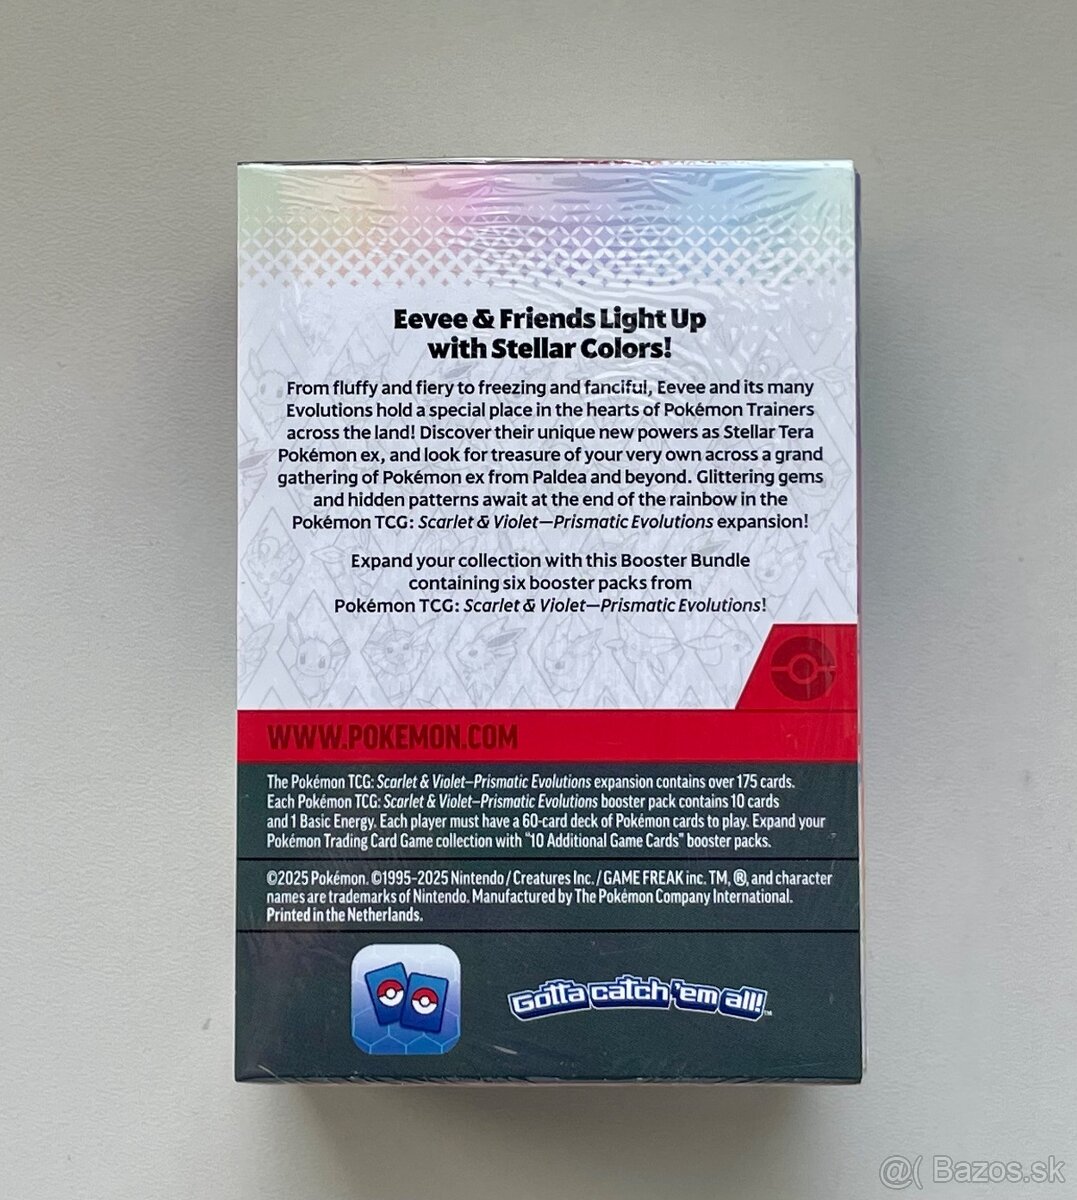 Eevee & Friends Light Up
with Stellar Colors!
From fluffy and fiery to freezing and fanciful, Eevee and its many
Evolutions hold a special place in the hearts of Pokémon Trainers
across the land! Discover their unique new powers as Stellar Tera
Pokémon ex, and look for treasure of your very own across a grand
gathering of Pokémon ex from Paldea and beyond. Glittering gems
and hidden patterns await at the end of the rainbow in the
Pokémon TCG: Scarlet & Violet—Prismatic Evolutions expansion!
Expand your collection with this Booster Bundle
containing six booster packs from
Pokémon TCG: Scarlet & Violet—Prismatic Evolutions!
WWW.POKEMON.COM
The Pokémon TCG: Scarlet & Violet—Prismatic Evolutions expansion contains over 175 cards.
Each Pokémon TCG: Scarlet & Violet—Prismatic Evolutions booster pack contains 10 cards
and 1 Basic Energy. Each player must have a 60-card deck of Pokémon cards to play. Expand your
Pokémon Trading Card Game collection with "10 Additional Game Cards" booster packs.
©2025 Pokémon. ©1995–2025 Nintendo / Creatures Inc. / GAME FREAK inc. TM, ®, and character
names are trademarks of Nintendo. Manufactured by The Pokémon Company International.
Printed in the Netherlands.
Gotta catch 'em all!™
@( Bazos.sk